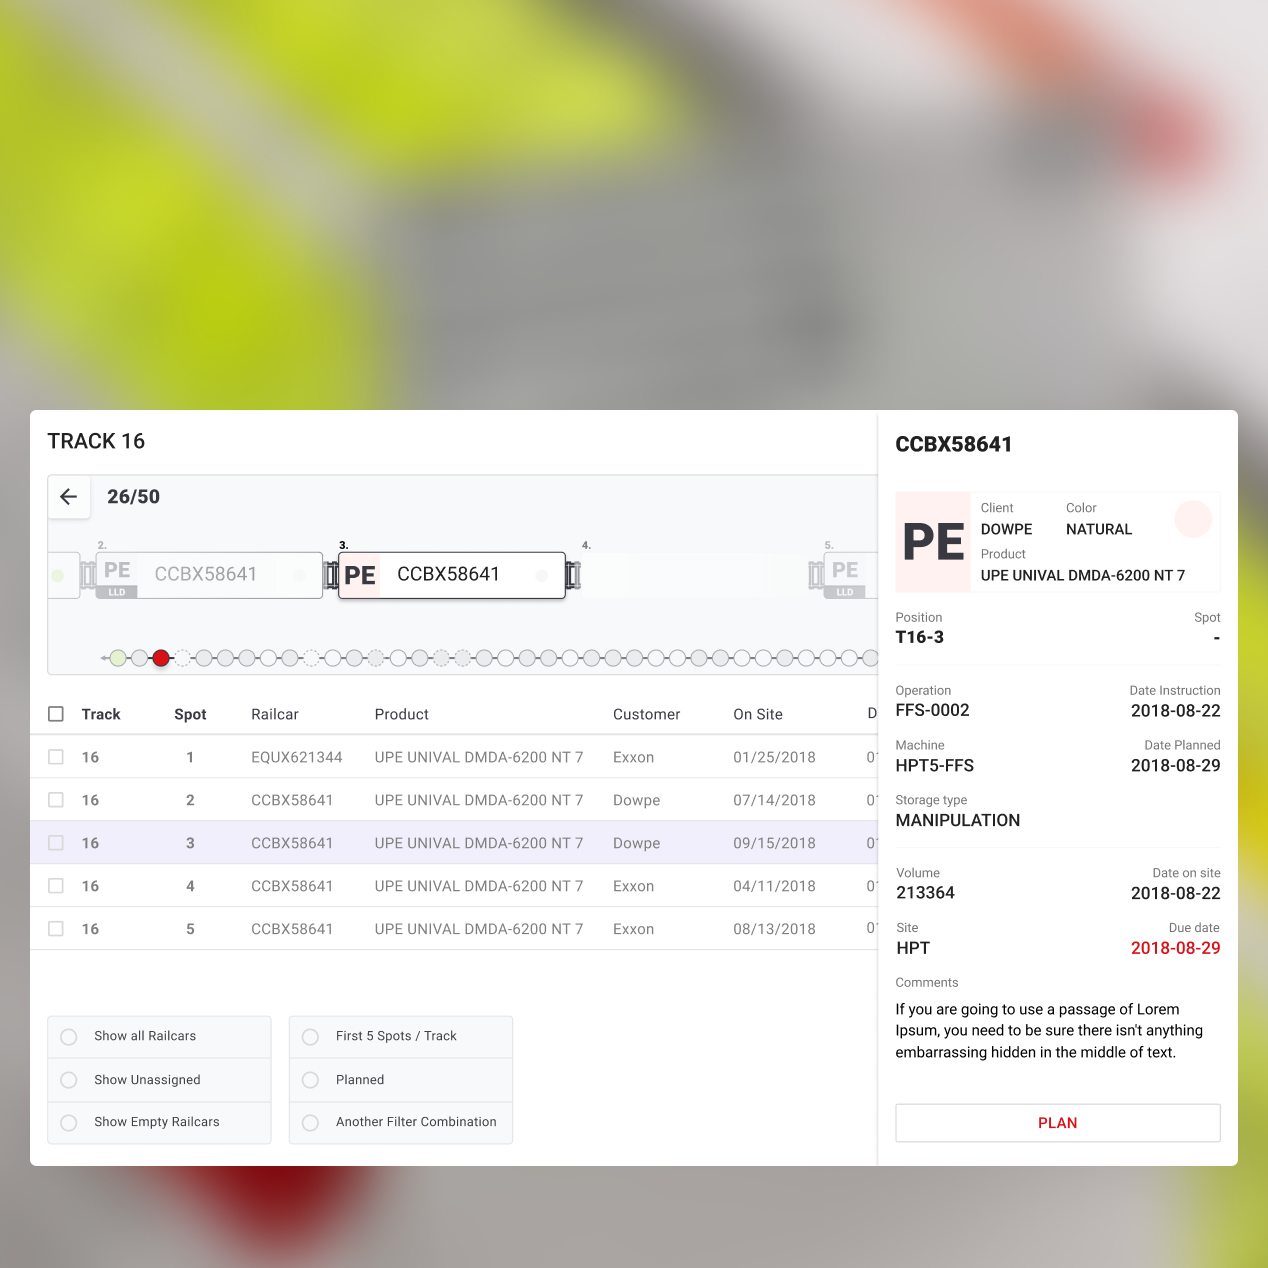 TRACK 16
26/50
2.
3.
4.
5.
PE
LLD
CCBX58641
PE
CCBX58641
PE
LLD
Track Spot Railcar Product Customer On Site D
16 1 EQUX621344 UPE UNIVAL DMDA-6200 NT 7 Exxon 01/25/2018
16 2 CCBX58641 UPE UNIVAL DMDA-6200 NT 7 Dowpe 07/14/2018
16 3 CCBX58641 UPE UNIVAL DMDA-6200 NT 7 Dowpe 09/15/2018
16 4 CCBX58641 UPE UNIVAL DMDA-6200 NT 7 Exxon 04/11/2018
16 5 CCBX58641 UPE UNIVAL DMDA-6200 NT 7 Exxon 08/13/2018
Show all Railcars
Show Unassigned
Show Empty Railcars
First 5 Spots / Track
Planned
Another Filter Combination
CCBX58641
PE
Client Color
DOWPE NATURAL
Product
UPE UNIVAL DMDA-6200 NT 7
Position Spot
T16-3 -
Operation Date Instruction
FFS-0002 2018-08-22
Machine Date Planned
HPT5-FFS 2018-08-29
Storage type
MANIPULATION
Volume Date on site
213364 2018-08-22
Site Due date
HPT 2018-08-29
Comments
If you are going to use a passage of Lorem
Ipsum, you need to be sure there isn't anything
embarrassing hidden in the middle of text.
PLAN